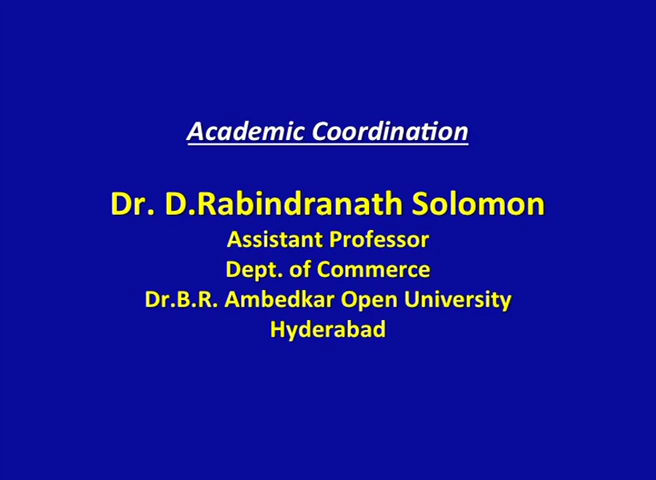 Academic Coordination
Dr. D.Rabindranath Solomon
Assistant Professor
Dept. of Commerce
Dr.B.R. Ambedkar Open University
Hyderabad